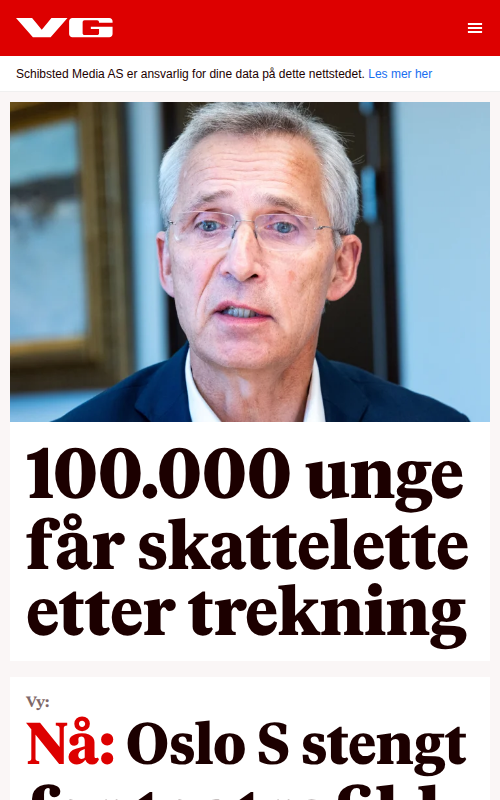 VG
Schibsted Media AS er ansvarlig for dine data på dette nettstedet. Les mer her
100.000 unge
får skattelette
etter trekning
Vy:
Nå: Oslo S stengt